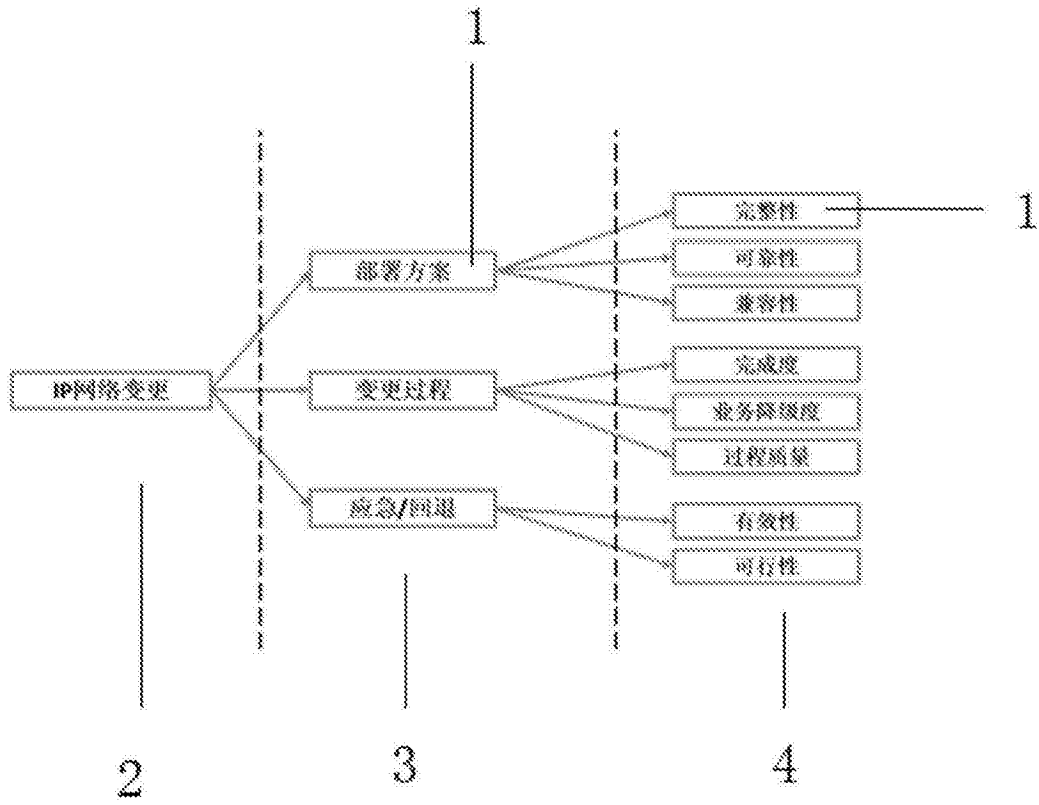 1
完整性
1
部署方案
可靠性
兼容性
IP网络变更
变更过程
完成度
业务降级度
过程质量
应急/回退
有效性
可行性
2
3
4